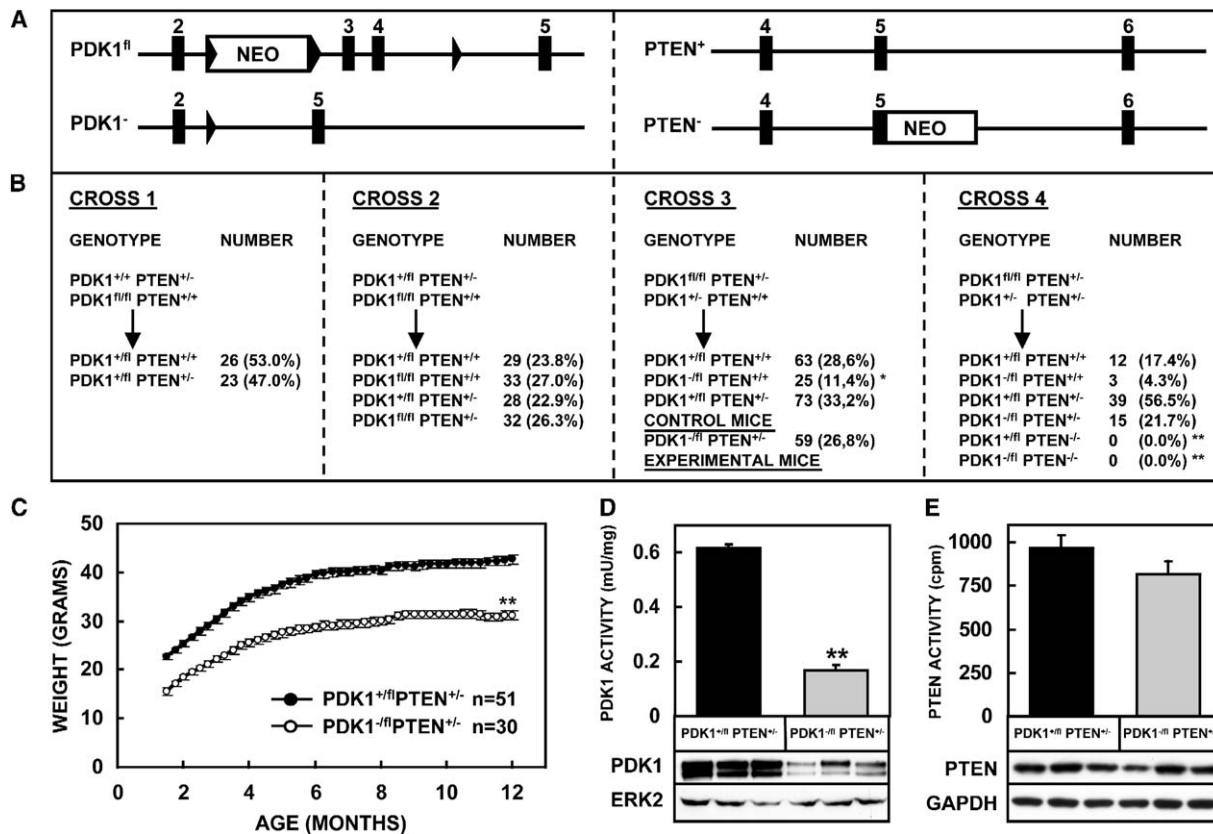 A
2 3 4 5
PDK1fl NEO
2 5
PDK1-
4 5 6
PTEN+
4 5 6
PTEN- NEO
B
CROSS 1
GENOTYPE NUMBER
PDK1+/+ PTEN+/-
PDK1fl/fl PTEN+/+
PDK1+/fl PTEN+/+ 26 (53.0%)
PDK1+/fl PTEN+/- 23 (47.0%)
CROSS 2
GENOTYPE NUMBER
PDK1+/fl PTEN+/-
PDK1fl/fl PTEN+/+
PDK1+/fl PTEN+/+ 29 (23.8%)
PDK1fl/fl PTEN+/+ 33 (27.0%)
PDK1+/fl PTEN+/- 28 (22.9%)
PDK1fl/fl PTEN+/- 32 (26.3%)
CROSS 3
GENOTYPE NUMBER
PDK1fl/fl PTEN+/-
PDK1+/- PTEN+/+
PDK1+/fl PTEN+/+ 63 (28,6%)
PDK1-/fl PTEN+/+ 25 (11,4%) *
PDK1+/fl PTEN+/- 73 (33,2%)
CONTROL MICE
PDK1-/fl PTEN+/- 59 (26,8%)
EXPERIMENTAL MICE
CROSS 4
GENOTYPE NUMBER
PDK1fl/fl PTEN+/-
PDK1+/- PTEN+/-
PDK1+/fl PTEN+/+ 12 (17.4%)
PDK1-/fl PTEN+/+ 3 (4.3%)
PDK1+/fl PTEN+/- 39 (56.5%)
PDK1-/fl PTEN+/- 15 (21.7%)
PDK1+/fl PTEN-/- 0 (0.0%) **
PDK1-/fl PTEN-/- 0 (0.0%) **
C
WEIGHT (GRAMS)
50
40
30
20
10
0
**
PDK1+/flPTEN+/- n=51
PDK1-/flPTEN+/- n=30
0 2 4 6 8 10 12
AGE (MONTHS)
D
PDK1 ACTIVITY (mU/mg)
0.6
0.4
0.2
0
**
PDK1+/fl PTEN+/- PDK1-/fl PTEN+/-
PDK1
ERK2
E
PTEN ACTIVITY (cpm)
1000
750
500
250
0
PDK1+/fl PTEN+/- PDK1-/fl PTEN+/
PTEN
GAPDH